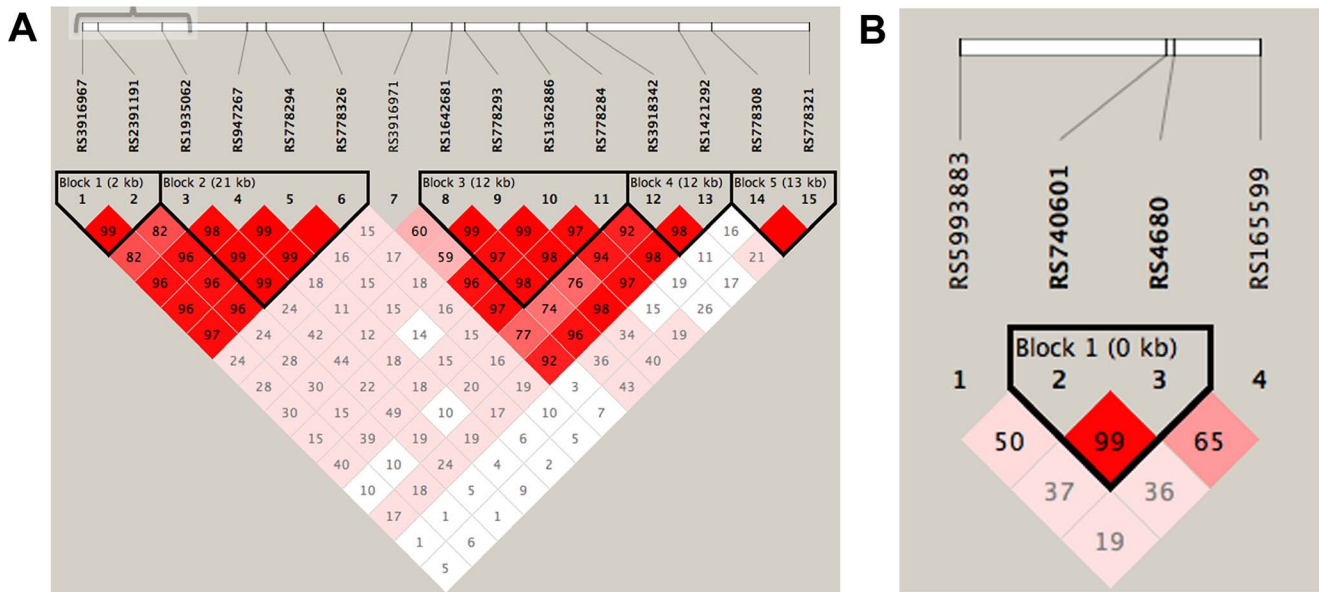 A
RS3916967
RS2391191
RS1935062
RS947267
RS778294
RS778326
RS3916971
RS1642681
RS778293
RS1362886
RS778284
RS3918342
RS1421292
RS778308
RS778321
Block 1 (2 kb) Block 2 (21 kb) Block 3 (12 kb) Block 4 (12 kb) Block 5 (13 kb)
1 2 3 4 5 6 7 8 9 10 11 12 13 14 15
99 82 98 99 15 60 99 99 97 92 98 16
82 96 99 99 16 17 59 97 98 94 98 11 21
96 96 99 18 15 18 96 98 76 97 19 17
96 96 24 11 15 16 97 74 98 15 26
97 24 42 12 14 15 77 96 34 19
24 28 44 18 15 16 92 36 40
28 30 22 18 20 19 3 43
30 15 49 10 17 10 7
15 39 19 19 6 5
40 10 24 4 2
10 18 5 9
17 1 1
1 6
5
B
RS5993883
RS740601
RS4680
RS165599
Block 1 (0 kb)
1 2 3 4
50 99 65
37 36
19